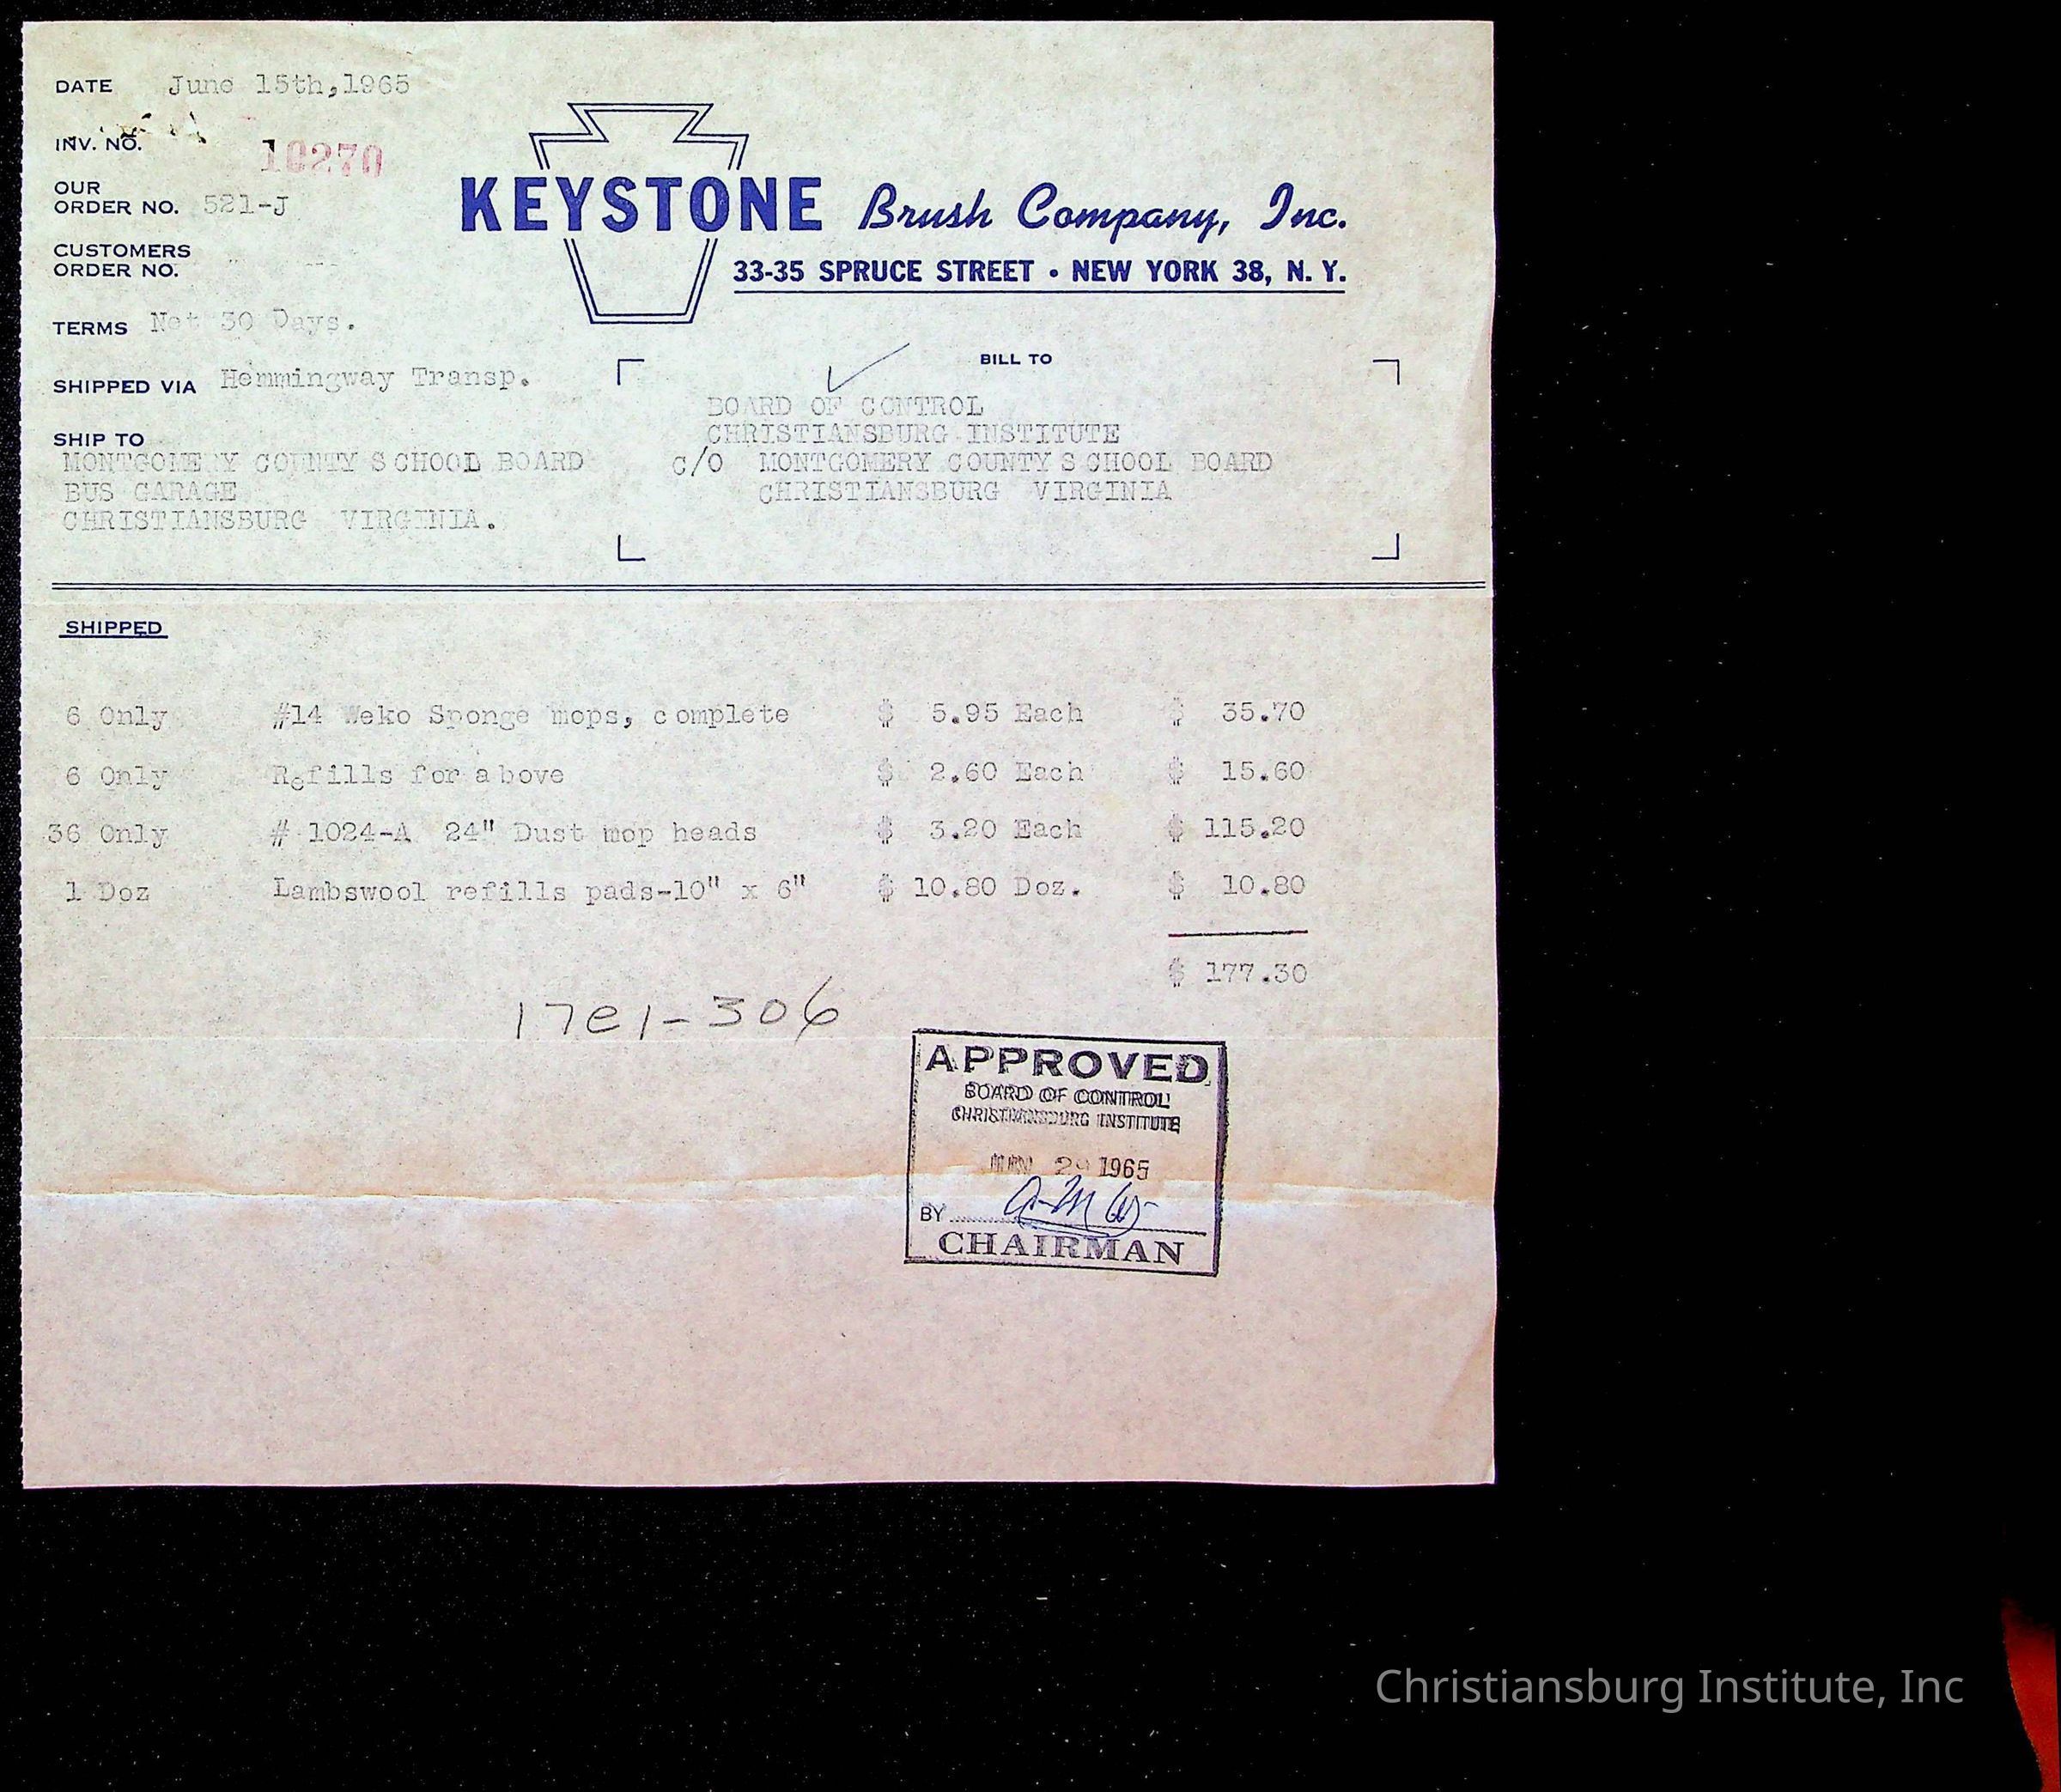 DATE June 15th,1965
INV. NO. 10270
OUR
ORDER NO. 521-J
CUSTOMERS
ORDER NO. ---
TERMS Net 30 Days.
SHIPPED VIA Hemmingway Transp.
KEYSTONE Brush Company, Inc.
33-35 SPRUCE STREET • NEW YORK 38, N. Y.
SHIP TO
MONTGOMERY COUNTY SCHOOL BOARD
BUS GARAGE
CHRISTIANSBURG VIRGINIA.
BILL TO
BOARD OF CONTROL
CHRISTIANSBURG INSTITUTE
c/o MONTGOMERY COUNTY SCHOOL BOARD
CHRISTIANSBURG VIRGINIA
SHIPPED
6 Only #14 Weko Sponge mops, complete $ 5.95 Each $ 35.70
6 Only Refills for above $ 2.60 Each $ 15.60
36 Only # 1024-A 24" Dust mop heads $ 3.20 Each $ 115.20
1 Doz Lambswool refills pads-10" x 6" $ 10.80 Doz. $ 10.80
$ 177.30
17e1-306
APPROVED
BOARD OF CONTROL
CHRISTIANSBURG INSTITUTE
1965
BY
CHAIRMAN
Christiansburg Institute, Inc